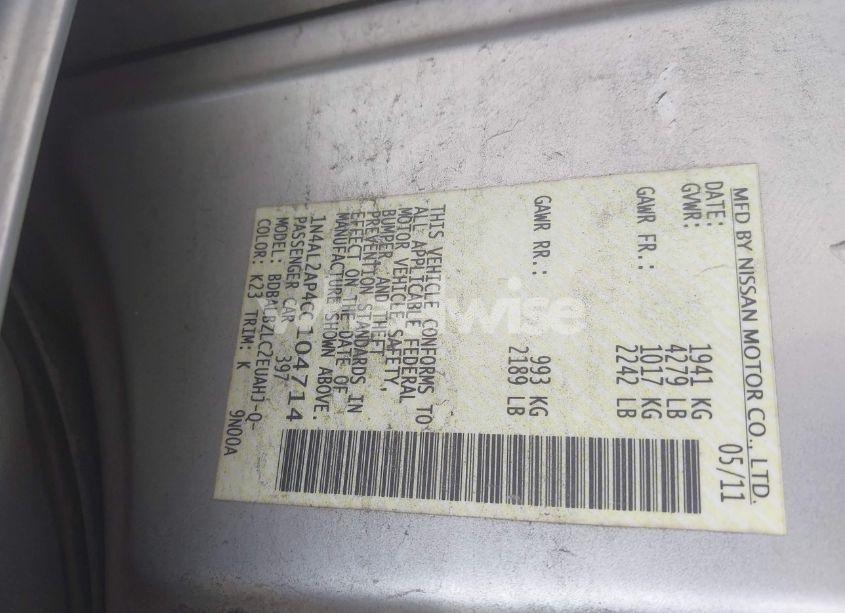 MFD BY NISSAN MOTOR CO., LTD.
DATE: 05/11
GVWR: 1941 KG
4279 LB
GAWR FR.: 1017 KG
2242 LB
GAWR RR.: 993 KG
2189 LB
THIS VEHICLE CONFORMS TO
ALL APPLICABLE FEDERAL
MOTOR VEHICLE SAFETY,
BUMPER, AND THEFT
PREVENTION STANDARDS IN
EFFECT ON THE DATE OF
MANUFACTURE SHOWN ABOVE.
1N4AL2AP4CC104714
PASSENGER CAR 397
MODEL: BDBALBZLC2EUAHJ-Q-
COLOR: K23 TRIM: K 9N00A